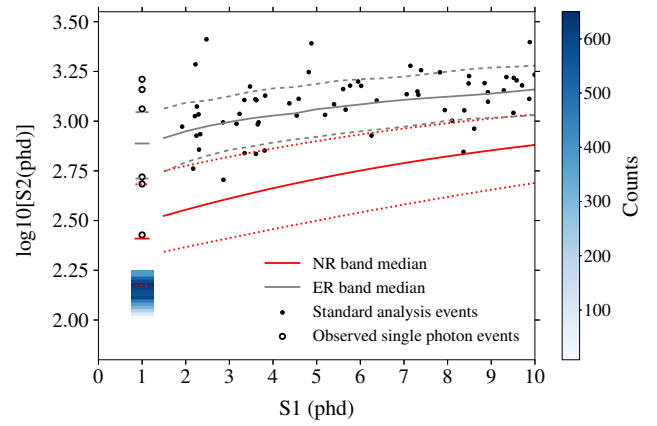 3.50
3.25
3.00
2.75
2.50
2.25
2.00
log10[S2(phd)]
NR band median
ER band median
Standard analysis events
Observed single photon events
0 1 2 3 4 5 6 7 8 9 10
S1 (phd)
600
500
400
300
200
100
Counts